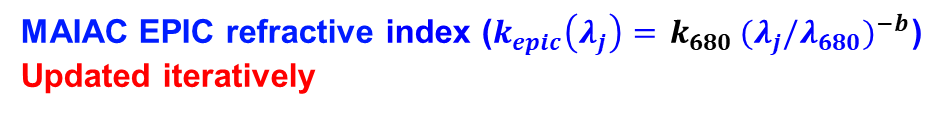 MAIAC EPIC refractive index (k_epic(λ_j) = k_680 (λ_j/λ_680)^−b)
Updated iteratively